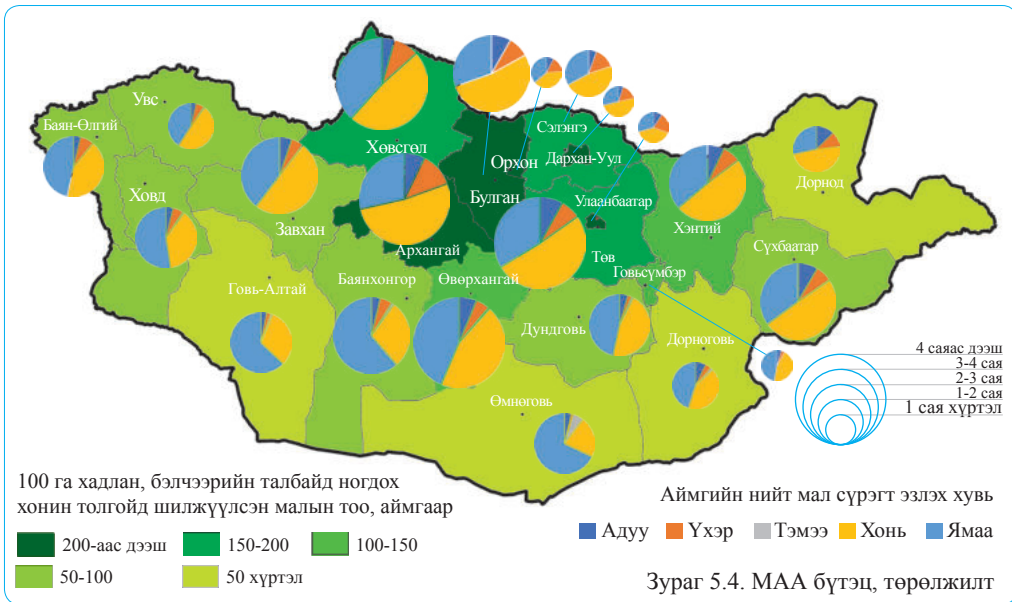 Увс
Баян-Өлгий
Ховд
Завхан
Говь-Алтай
Хөвсгөл
Архангай
Баянхонгор
Өвөрхангай
Булган
Орхон
Сэлэнгэ
Дархан-Уул
Улаанбаатар
Төв
Говьсүмбэр
Дундговь
Өмнөговь
Дорноговь
Хэнтий
Сүхбаатар
Дорнод
4 саяас дээш
3-4 сая
2-3 сая
1-2 сая
1 сая хүртэл
100 га хадлан, бэлчээрийн талбайд ногдох
хонин толгойд шилжүүлсэн малын тоо, аймгаар
200-аас дээш 150-200 100-150
50-100 50 хүртэл
Аймгийн нийт мал сүрэгт эзлэх хувь
Адуу Үхэр Тэмээ Хонь Ямаа
Зураг 5.4. МАА бүтэц, төрөлжилт